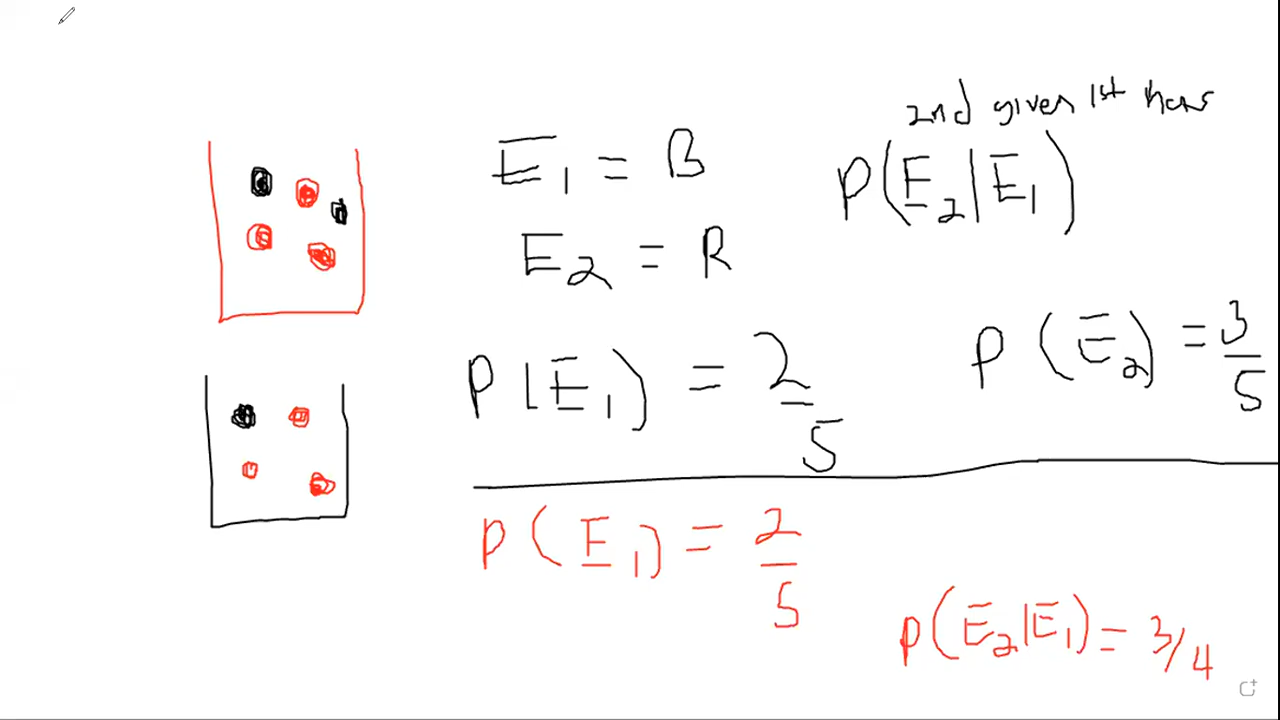 2nd given 1st
E1 = B
P(E2|E1)
E2 = R
P(E1) = 2/5
P(E2) = 3/5
P(E1) = 2/5
P(E2|E1) = 3/4